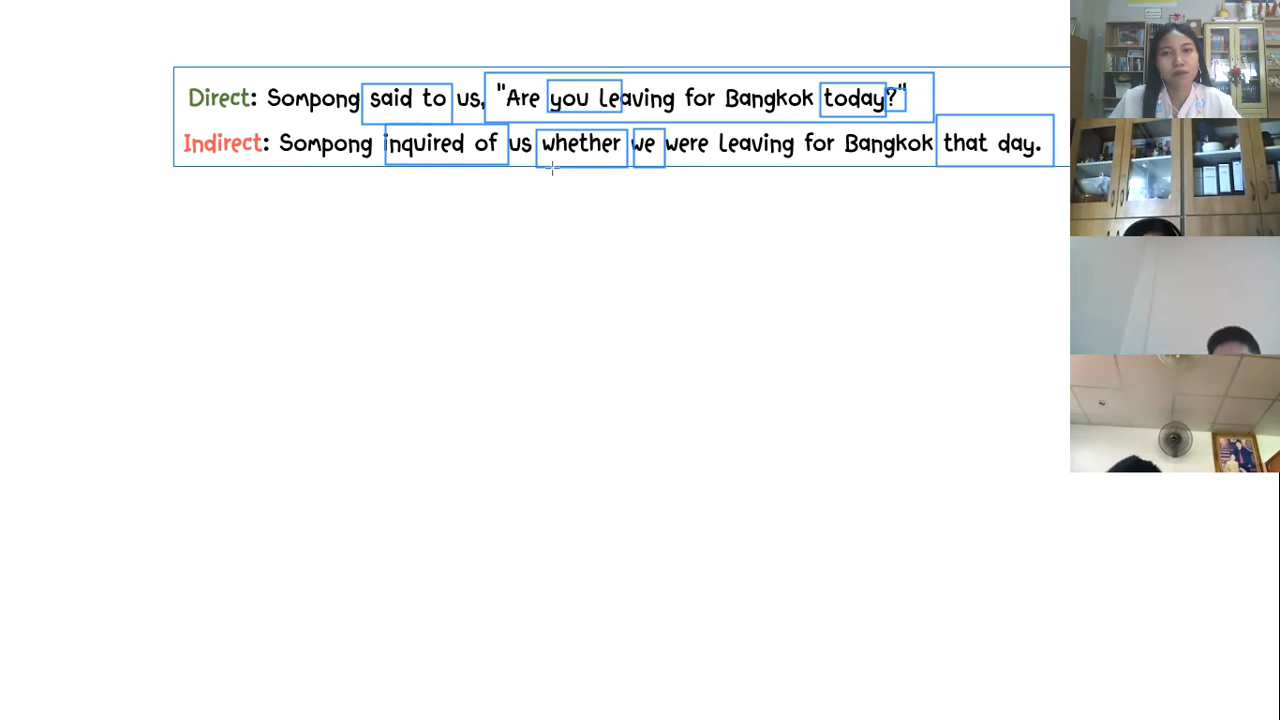 Direct: Sompong said to us, "Are you leaving for Bangkok today?"
Indirect: Sompong inquired of us whether we were leaving for Bangkok that day.